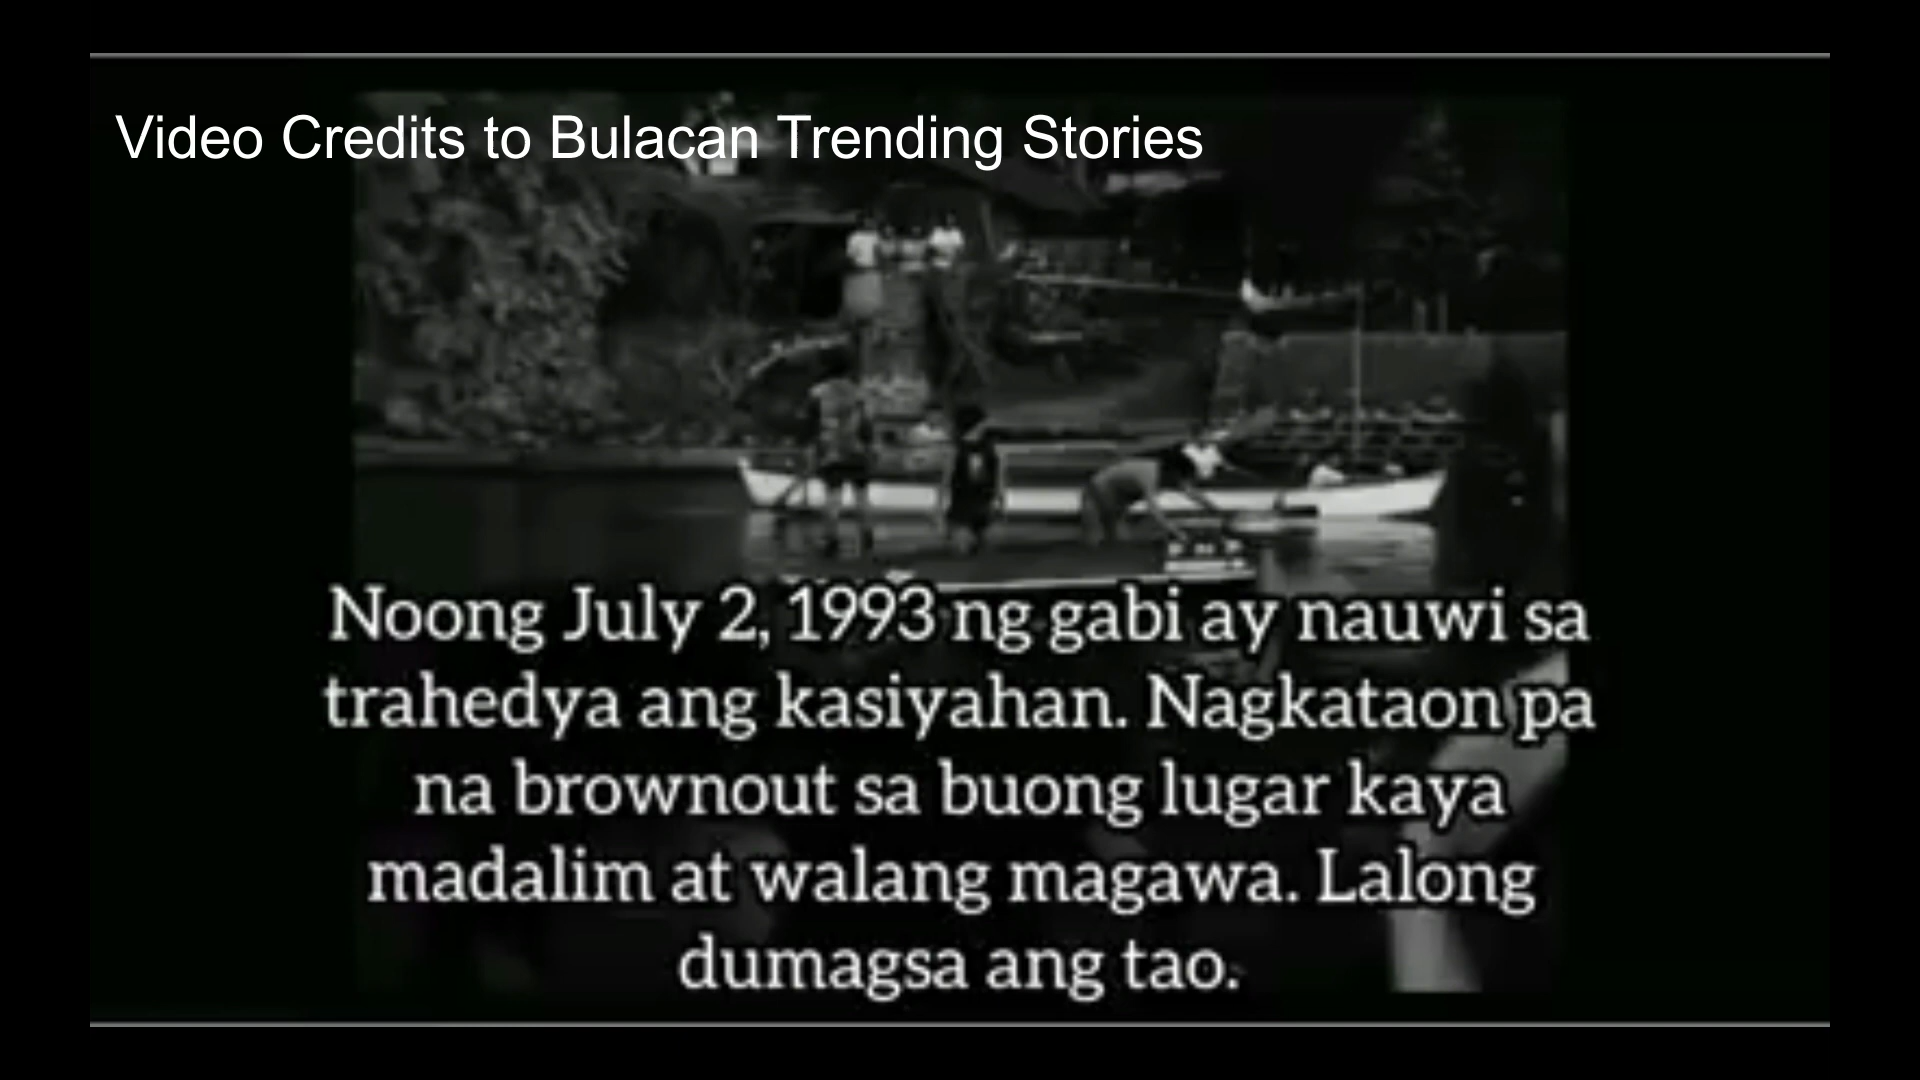 Video Credits to Bulacan Trending Stories
Noong July 2, 1993 ng gabi ay nauwi sa
trahedya ang kasiyahan. Nagkataon pa
na brownout sa buong lugar kaya
madalim at walang magawa. Lalong
dumagsa ang tao.